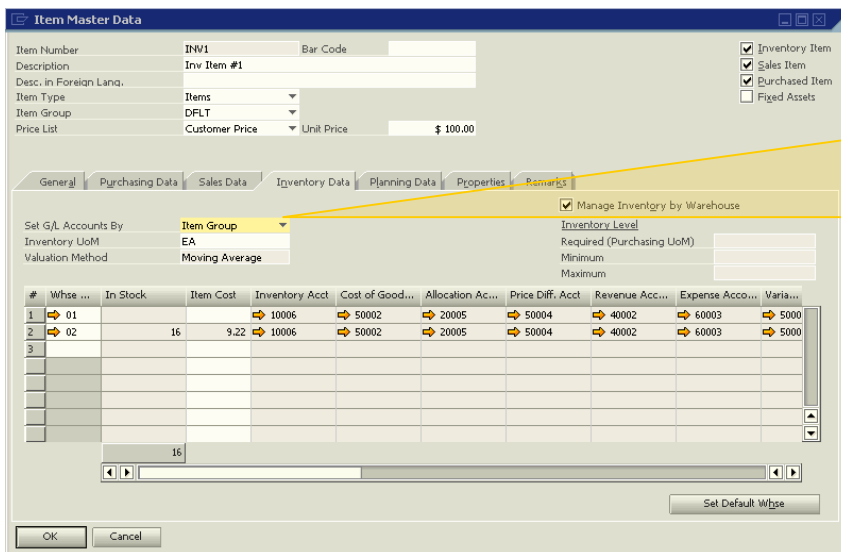 Item Master Data
Item Number INV1 Bar Code Inventory Item
Description Inv Item #1 Sales Item
Desc. in Foreign Lang. Purchased Item
Item Type Items Fixed Assets
Item Group DFLT
Price List Customer Price Unit Price $ 100.00
General Purchasing Data Sales Data Inventory Data Planning Data Properties Remarks
Manage Inventory by Warehouse
Set G/L Accounts By Item Group Inventory Level
Inventory UoM EA Required (Purchasing UoM)
Valuation Method Moving Average Minimum
Maximum
# Whse ... In Stock Item Cost Inventory Acct Cost of Good... Allocation Ac... Price Diff. Acct Revenue Acc... Expense Acco... Varia...
1 01 10006 50002 20005 50004 40002 60003 5000
2 02 16 9.22 10006 50002 20005 50004 40002 60003 5000
3
16
Set Default Whse
OK Cancel